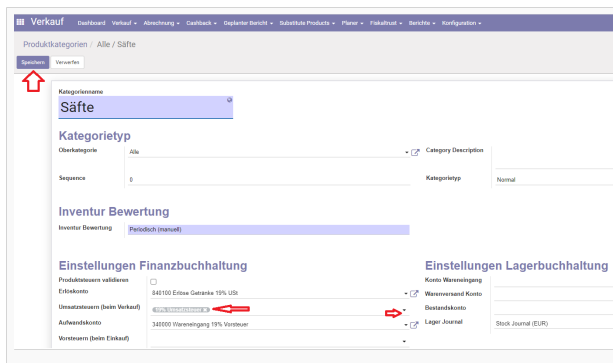 Verkauf Dashboard Verkauf Abrechnung Cashback Geplanter Bericht Substitute Products Planer Fiskaltrust Berichte Konfiguration
Produktkategorien / Alle / Säfte
Speichern Verwerfen
Kategorienname
Säfte
Kategorietyp
Oberkategorie Alle Category Description
Sequence 0 Kategorietyp Normal
Inventur Bewertung
Inventur Bewertung Periodisch (manuell)
Einstellungen Finanzbuchhaltung Einstellungen Lagerbuchhaltung
Produktsteuern validieren Konto Wareneingang
Erlöskonto 840100 Erlöse Getränke 19% USt Warenversand Konto
Umsatzsteuern (beim Verkauf) 19% Umsatzsteuer x Bestandskonto
Aufwandskonto 340000 Wareneingang 19% Vorsteuer Lager Journal Stock Journal (EUR)
Vorsteuern (beim Einkauf)